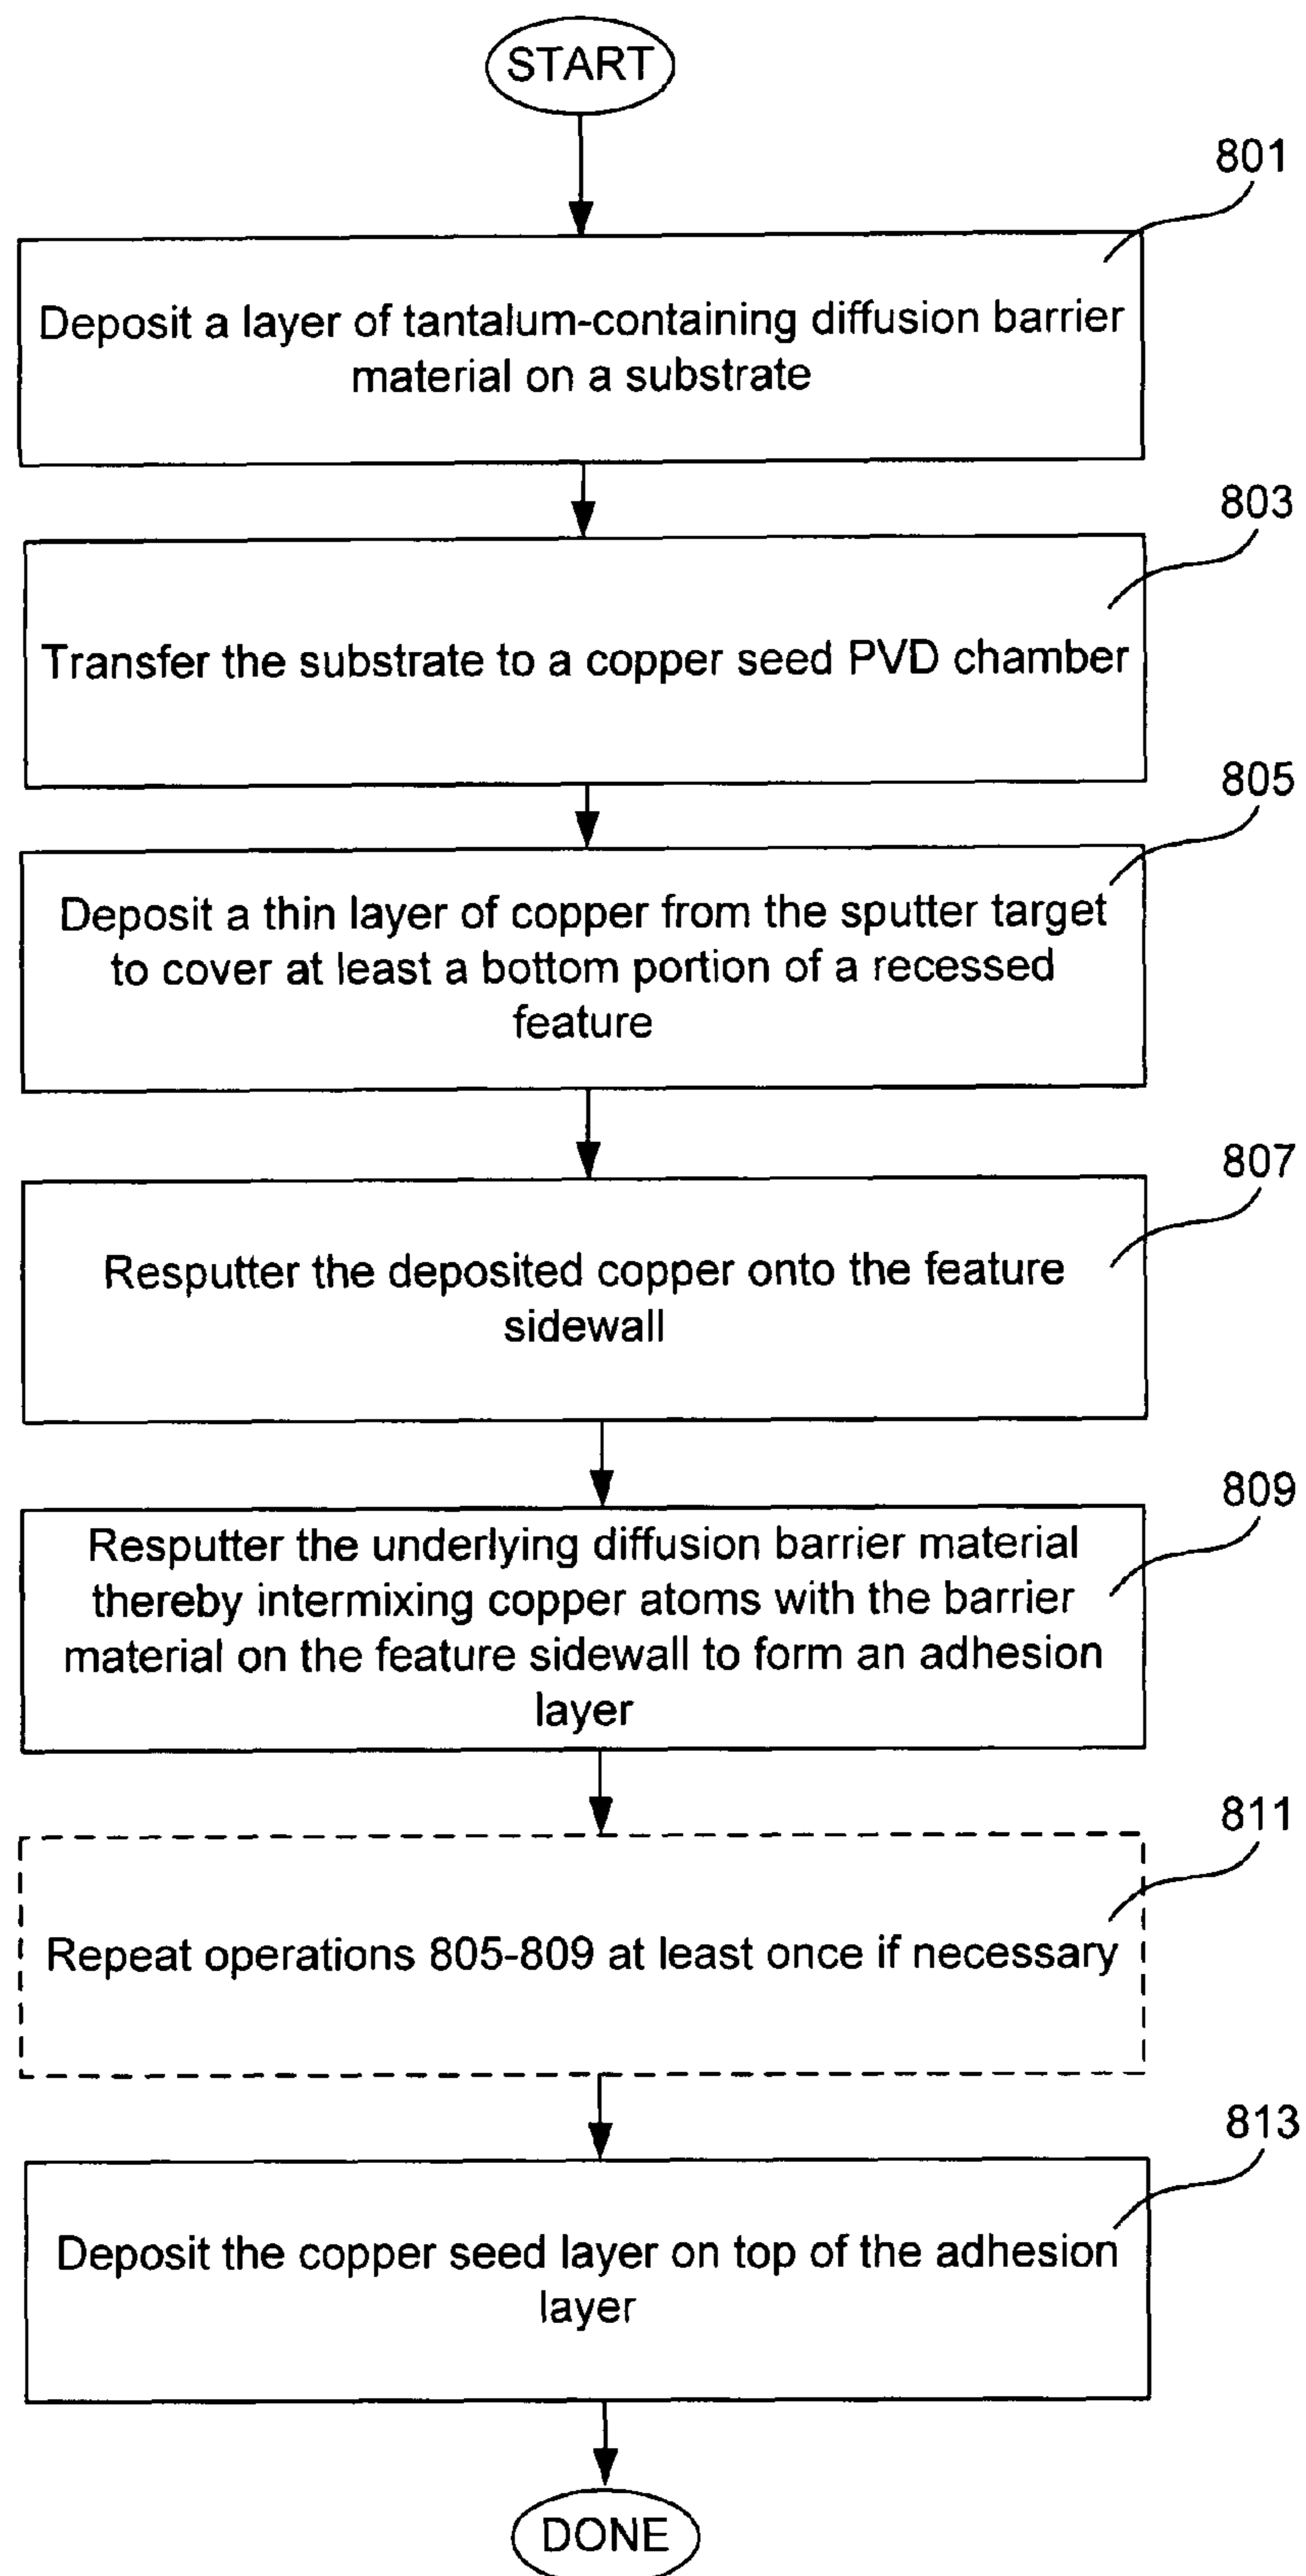 START
801
Deposit a layer of tantalum-containing diffusion barrier
material on a substrate
803
Transfer the substrate to a copper seed PVD chamber
805
Deposit a thin layer of copper from the sputter target
to cover at least a bottom portion of a recessed
feature
807
Resputter the deposited copper onto the feature
sidewall
809
Resputter the underlying diffusion barrier material
thereby intermixing copper atoms with the barrier
material on the feature sidewall to form an adhesion
layer
811
Repeat operations 805-809 at least once if necessary
813
Deposit the copper seed layer on top of the adhesion
layer
DONE